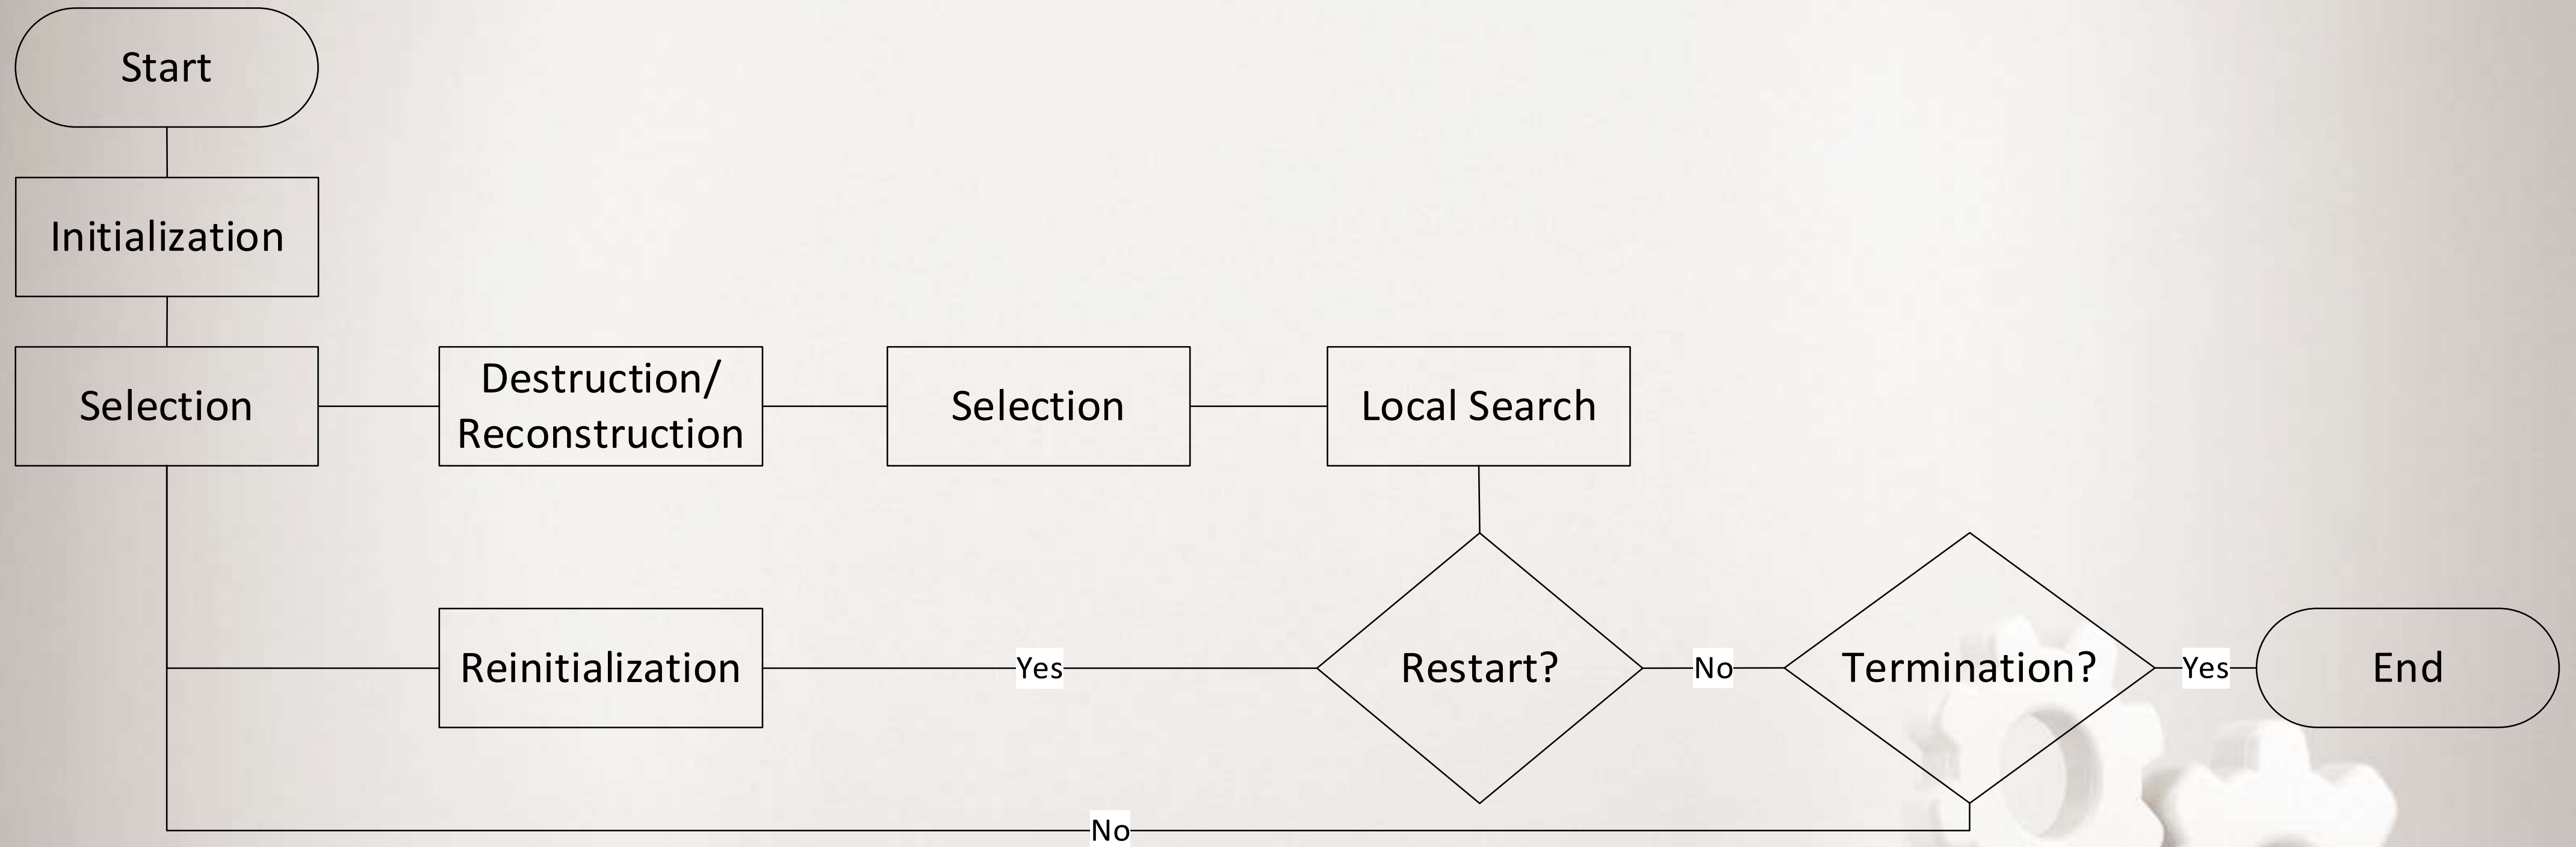 Start
Initialization
Selection
Destruction/
Reconstruction
Selection
Local Search
Reinitialization
Yes
Restart?
No
Termination?
Yes
End
No